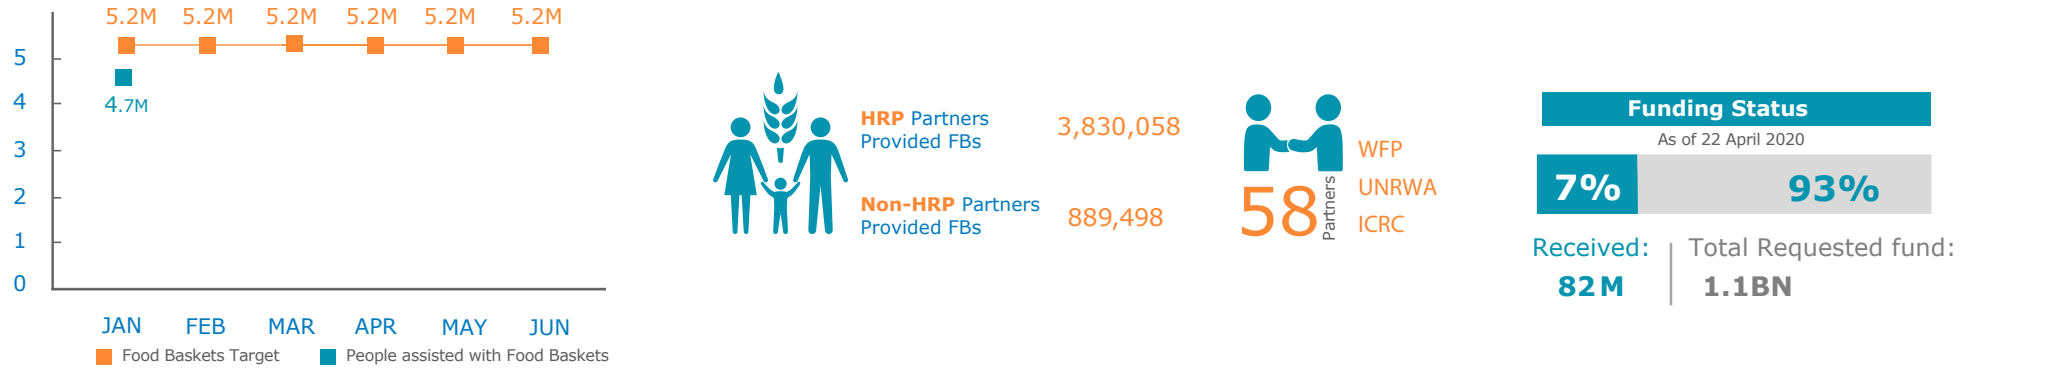 5.2M 5.2M 5.2M 5.2M 5.2M 5.2M
5
4
3
2
1
0
4.7M
JAN FEB MAR APR MAY JUN
Food Baskets Target People assisted with Food Baskets
HRP Partners
Provided FBs
3,830,058
Non-HRP Partners
Provided FBs
889,498
58
Partners
WFP
UNRWA
ICRC
Funding Status
As of 22 April 2020
7% 93%
Received:
82 M
Total Requested fund:
1.1BN